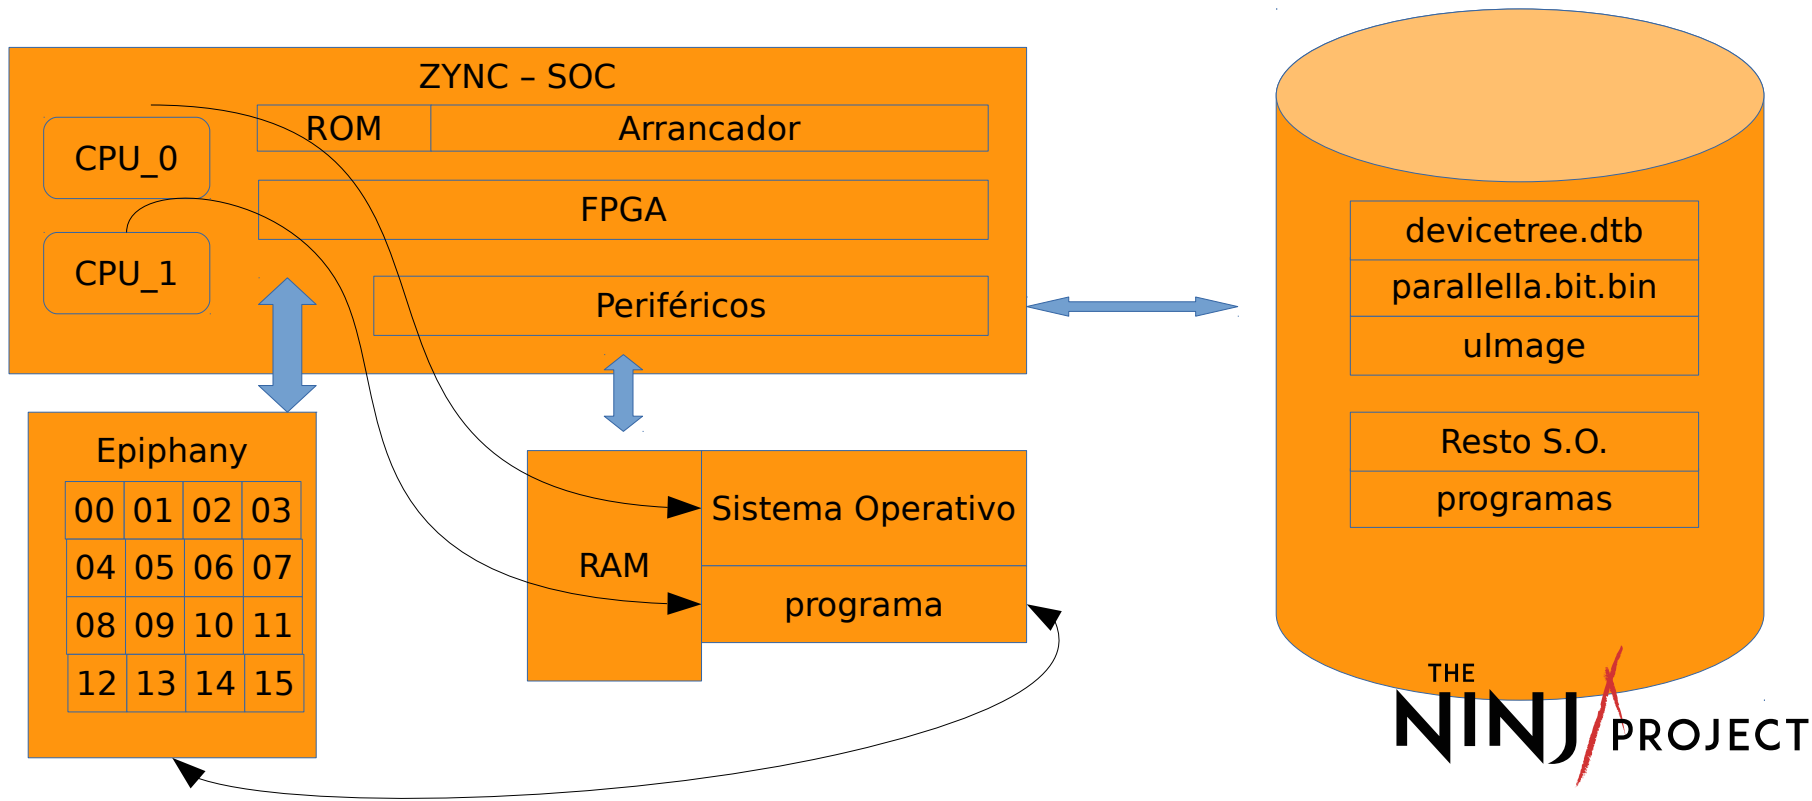 ZYNC – SOC
ROM
Arrancador
CPU_0
FPGA
CPU_1
Periféricos
Epiphany
00 01 02 03
04 05 06 07
08 09 10 11
12 13 14 15
RAM
Sistema Operativo
programa
devicetree.dtb
parallella.bit.bin
uImage
Resto S.O.
programas
THE
NINJA
PROJECT